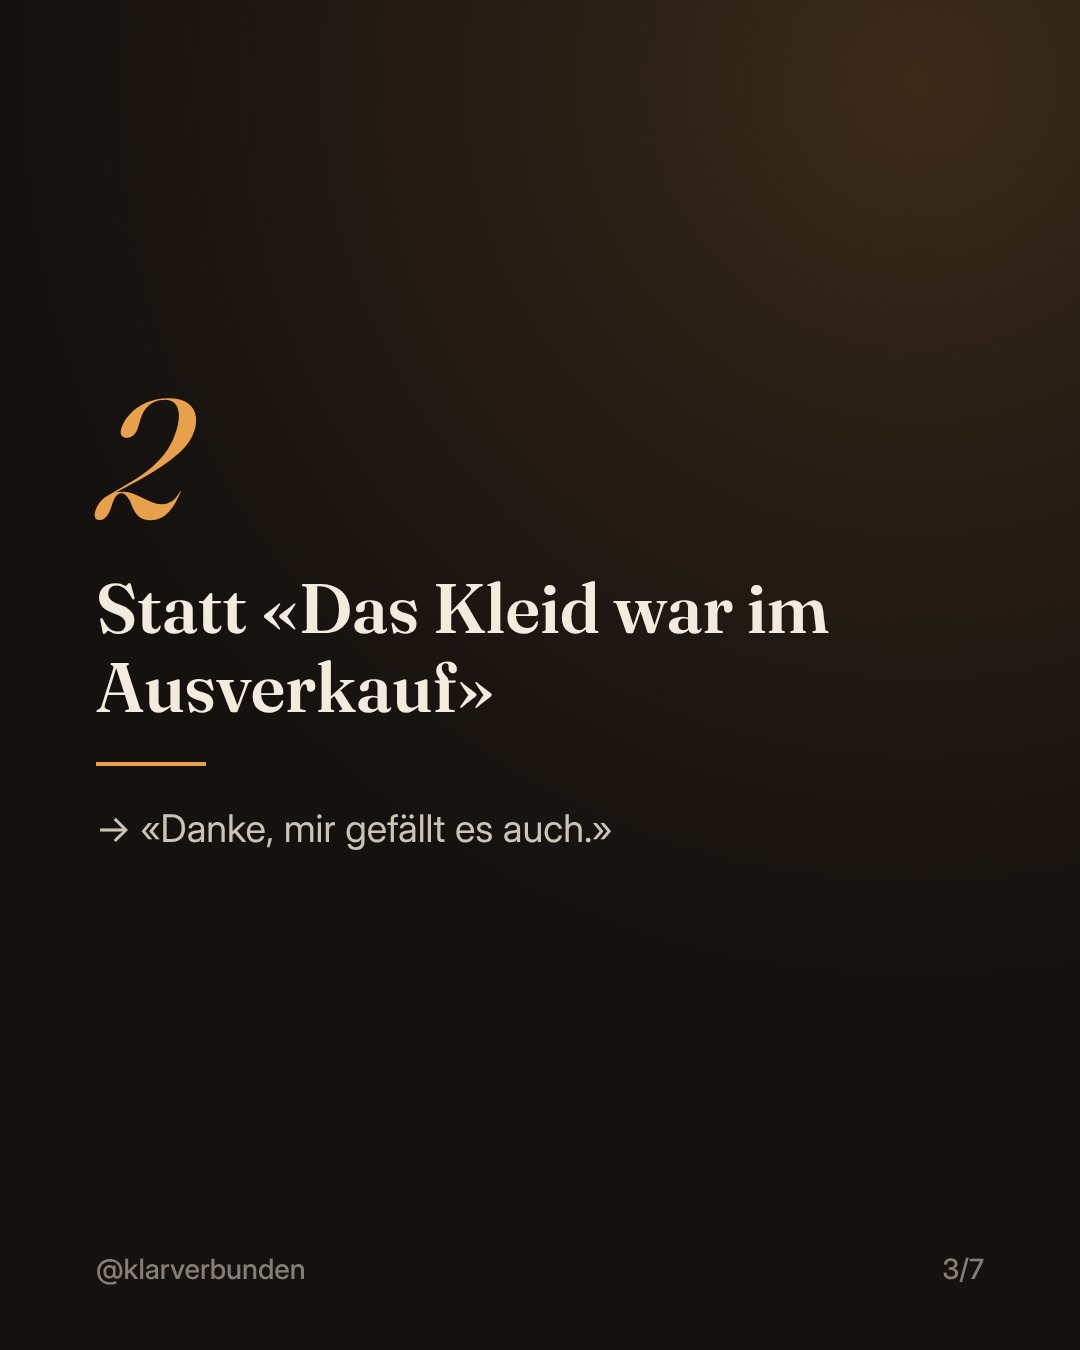 2
Statt «Das Kleid war im
Ausverkauf»
→ «Danke, mir gefällt es auch.»
@klarverbunden
3/7